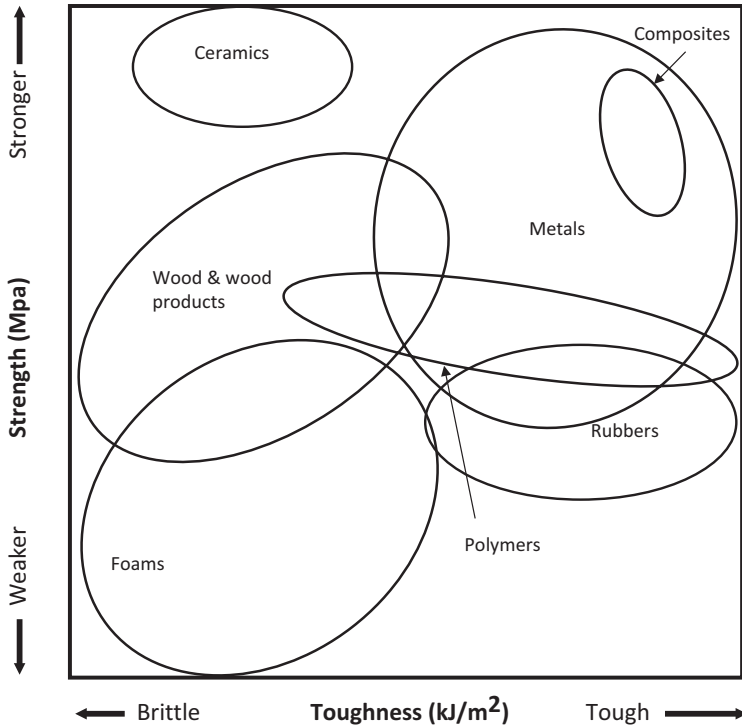 Stronger
Ceramics
Composites
Metals
Wood & wood
products
Strength (Mpa)
Rubbers
Polymers
Foams
Weaker
Brittle
Toughness (kJ/m²)
Tough